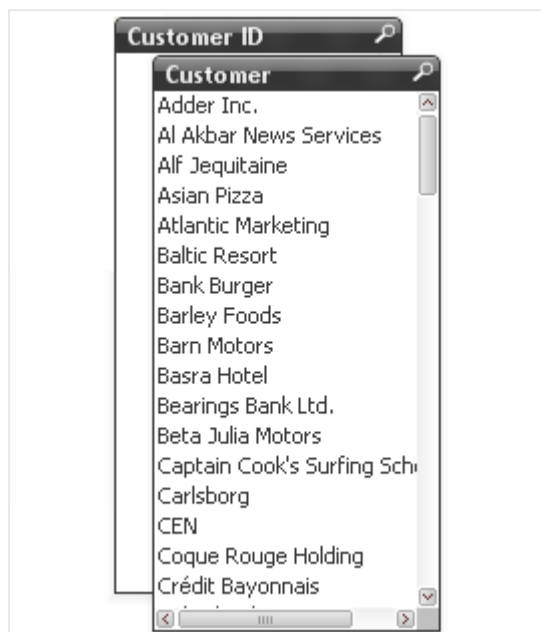 Customer ID
Customer
Adder Inc.
Al Akbar News Services
Alf Jequitaine
Asian Pizza
Atlantic Marketing
Baltic Resort
Bank Burger
Barley Foods
Barn Motors
Basra Hotel
Bearings Bank Ltd.
Beta Julia Motors
Captain Cook's Surfing Sch
Carlsborg
CEN
Coque Rouge Holding
Crédit Bayonnais